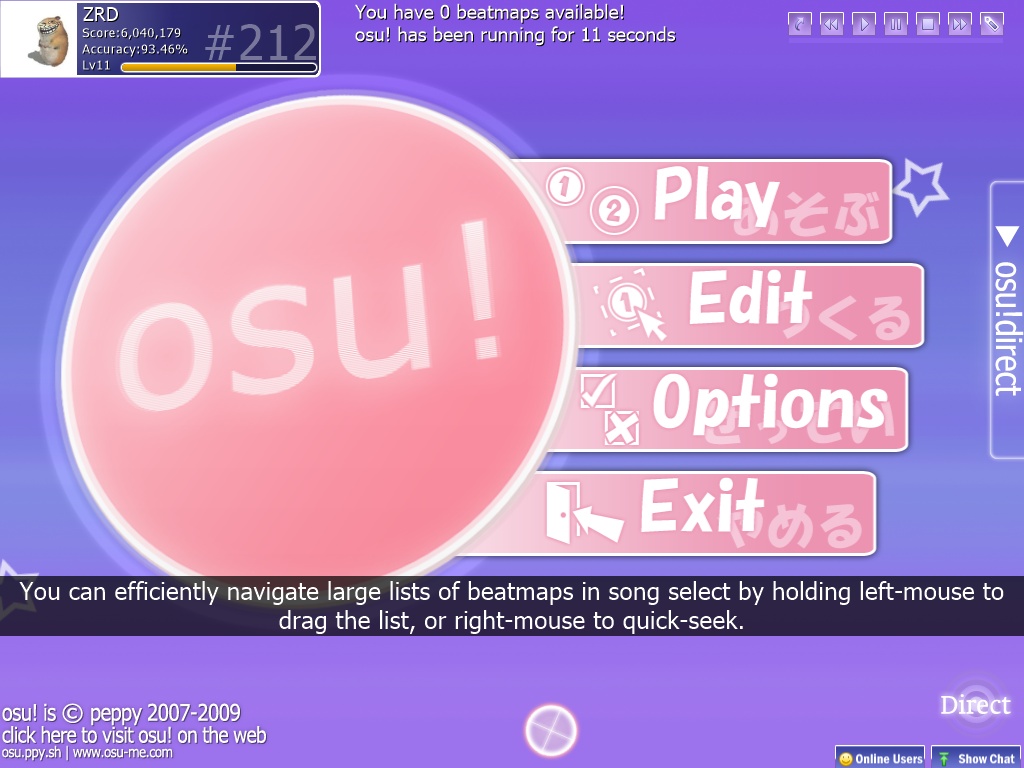 ZRD
Score:6,040,179
Accuracy:93.46%
Lv11
#212
You have 0 beatmaps available!
osu! has been running for 11 seconds
osu!
1
2
Play
あそぶ
1
Edit
つくる
Options
せってい
Exit
やめる
osu!direct
You can efficiently navigate large lists of beatmaps in song select by holding left-mouse to
drag the list, or right-mouse to quick-seek.
osu! is © peppy 2007-2009
click here to visit osu! on the web
osu.ppy.sh | www.osu-me.com
Direct
Online Users
Show Chat